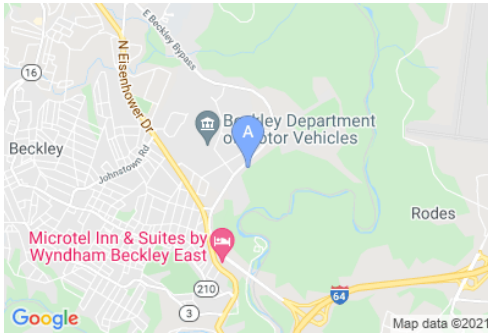 E Beckley Bypass
N Eisenhower Dr
16
Beckley Department
of Motor Vehicles
A
Beckley
Johnstown Rd
Rodes
Microtel Inn & Suites by
Wyndham Beckley East
210
64
3
Google
Map data ©2021